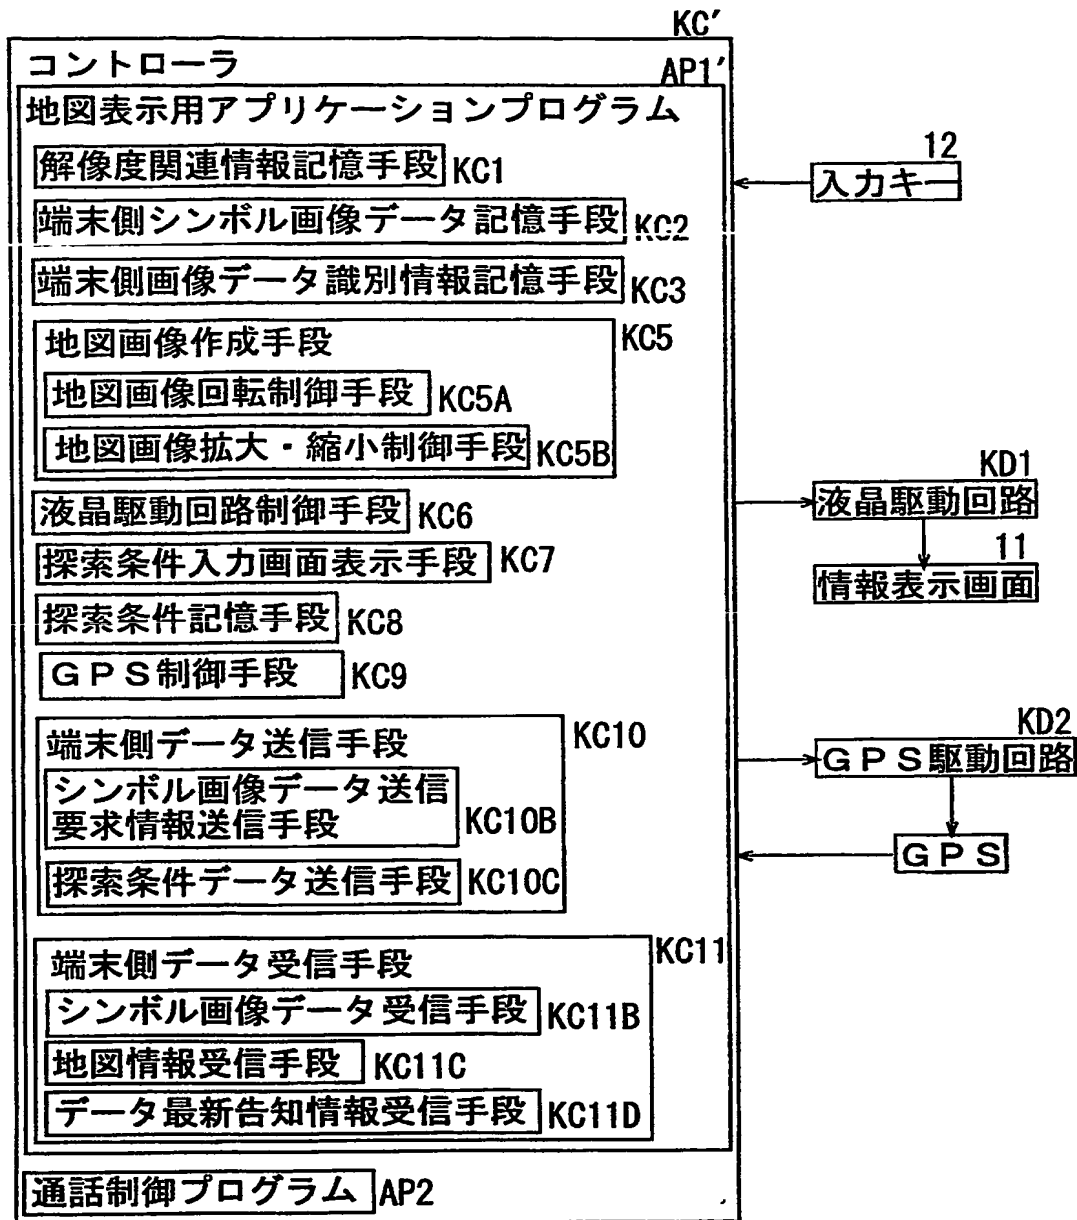 KC′
コントローラ
AP1′
地図表示用アプリケーションプログラム
解像度関連情報記憶手段 KC1
端末側シンボル画像データ記憶手段 KC2
端末側画像データ識別情報記憶手段 KC3
地図画像作成手段 KC5
地図画像回転制御手段 KC5A
地図画像拡大・縮小制御手段 KC5B
液晶駆動回路制御手段 KC6
探索条件入力画面表示手段 KC7
探索条件記憶手段 KC8
GPS制御手段 KC9
端末側データ送信手段 KC10
シンボル画像データ送信
要求情報送信手段 KC10B
探索条件データ送信手段 KC10C
端末側データ受信手段 KC11
シンボル画像データ受信手段 KC11B
地図情報受信手段 KC11C
データ最新告知情報受信手段 KC11D
通話制御プログラム AP2
12
入力キー
KD1
液晶駆動回路
11
情報表示画面
KD2
GPS駆動回路
GPS